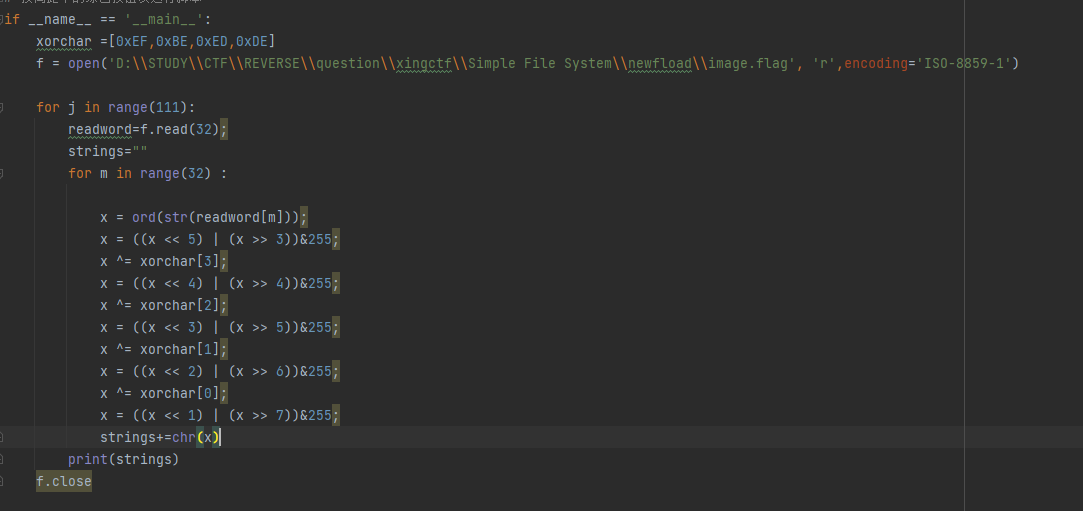 if __name__ == '__main__':
    xorchar =[0xEF,0xBE,0xED,0xDE]
    f = open('D:\\STUDY\\CTF\\REVERSE\\question\\xingctf\\Simple File System\\newfload\\image.flag', 'r',encoding='ISO-8859-1')
    for j in range(111):
        readword=f.read(32);
        strings=""
        for m in range(32) :
            x = ord(str(readword[m]));
            x = ((x << 5) | (x >> 3))&255;
            x ^= xorchar[3];
            x = ((x << 4) | (x >> 4))&255;
            x ^= xorchar[2];
            x = ((x << 3) | (x >> 5))&255;
            x ^= xorchar[1];
            x = ((x << 2) | (x >> 6))&255;
            x ^= xorchar[0];
            x = ((x << 1) | (x >> 7))&255;
            strings+=chr(x)
        print(strings)
    f.close